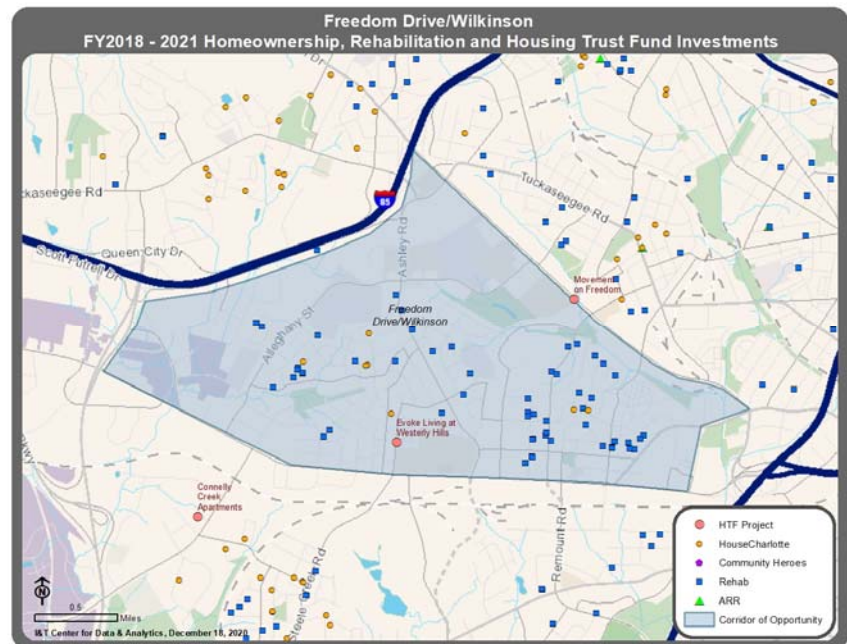 Freedom Drive/Wilkinson
FY2018 - 2021 Homeownership, Rehabilitation and Housing Trust Fund Investments
Tuckaseegee Rd
ckaseegee Rd
85
Queen City Dr
Scott Futrell Dr
Ashley Rd
Movement
on Freedom
Freedom
Drive/Wilkinson
Alleghany St
Evoke Living at
Westerly Hills
Connelly
Creek
Apartments
Pkwy
Remount Rd
Steele Creek Rd
HTF Project
HouseCharlotte
Community Heroes
Rehab
ARR
Corridor of Opportunity
N
0.5
Miles
I&T Center for Data & Analytics, December 18, 2020